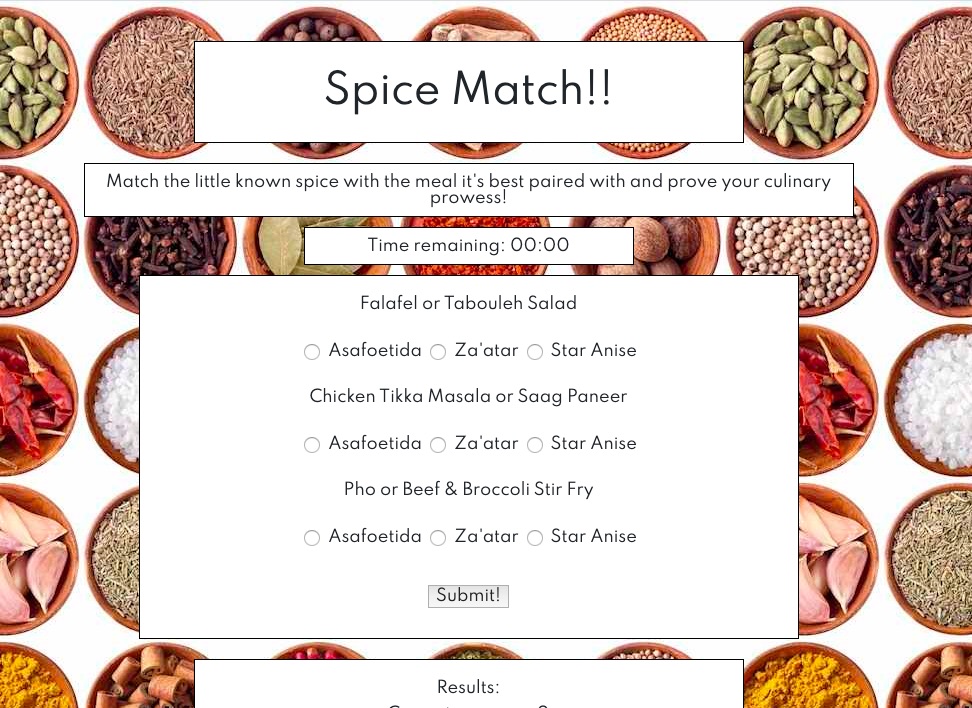 Spice Match!!
Match the little known spice with the meal it's best paired with and prove your culinary
prowess!
Time remaining: 00:00
Falafel or Tabouleh Salad
Asafoetida Za'atar Star Anise
Chicken Tikka Masala or Saag Paneer
Asafoetida Za'atar Star Anise
Pho or Beef & Broccoli Stir Fry
Asafoetida Za'atar Star Anise
Submit!
Results: